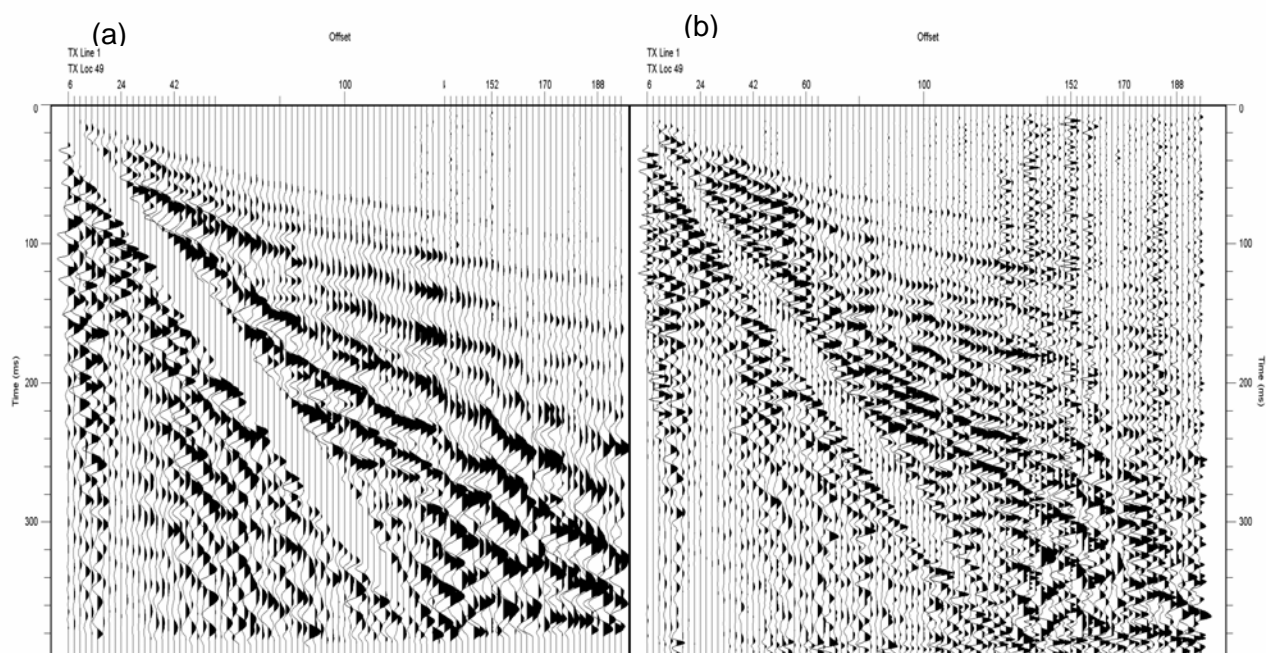 (a)
Offset
TX Line 1
TX Loc 49
6 24 42 100 152 170 188
0
100
200
300
Time (ms)
(b)
Offset
TX Line 1
TX Loc 49
6 24 42 60 100 152 170 188
0
100
200
300
Time (ms)